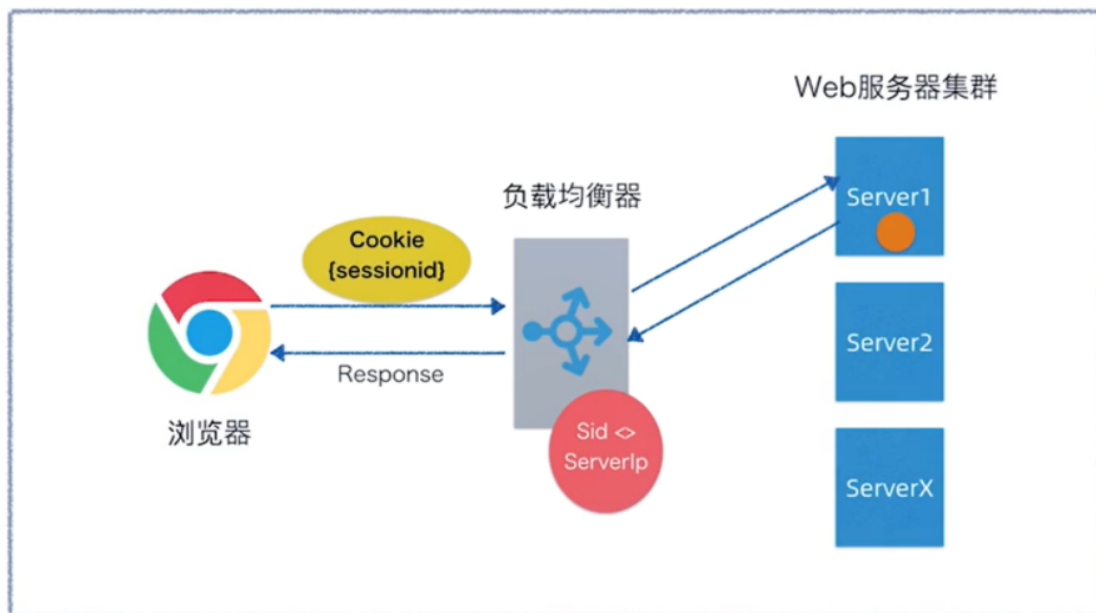 Web服务器集群
负载均衡器
Server1
Cookie
{sessionid}
Server2
Response
浏览器
Sid <>
ServerIp
ServerX